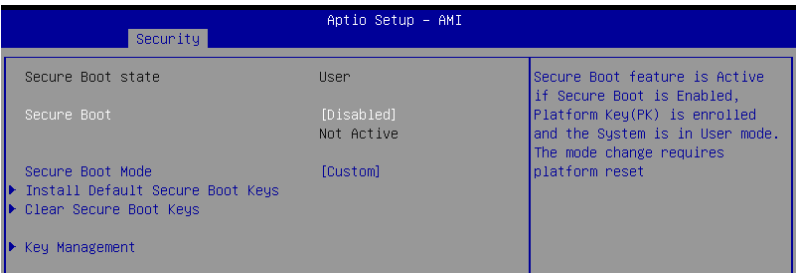 Aptio Setup – AMI
Security
Secure Boot state User
Secure Boot [Disabled]
Not Active
Secure Boot Mode [Custom]
Install Default Secure Boot Keys
Clear Secure Boot Keys
Key Management
Secure Boot feature is Active
if Secure Boot is Enabled,
Platform Key(PK) is enrolled
and the System is in User mode.
The mode change requires
platform reset